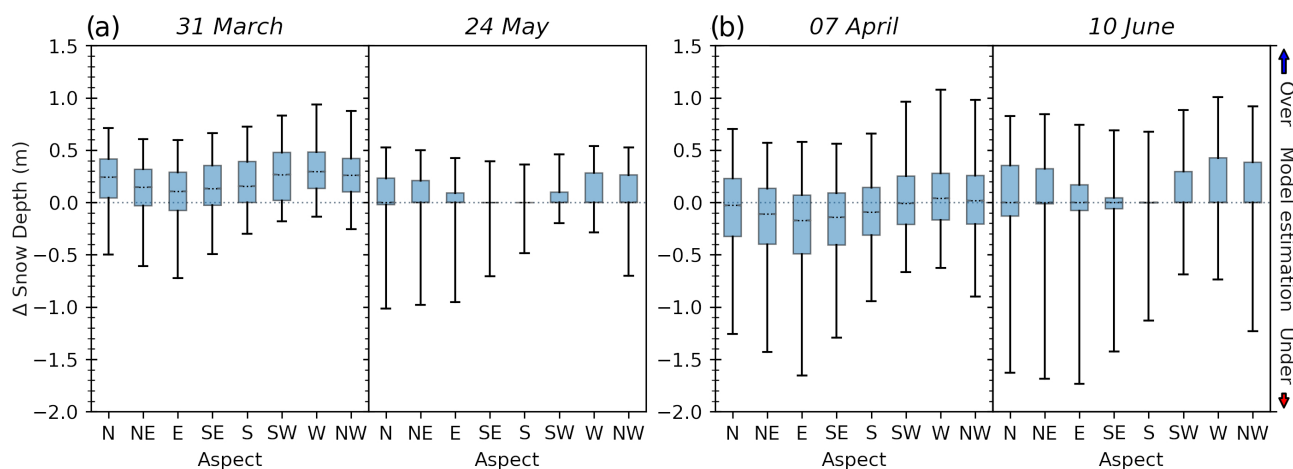 (a) 31 March 24 May (b) 07 April 10 June
1.5 1.5
1.0 1.0
0.5 0.5
0.0 0.0
−0.5 −0.5
−1.0 −1.0
−1.5 −1.5
−2.0 −2.0
Δ Snow Depth (m)
N NE E SE S SW W NW N NE E SE S SW W NW N NE E SE S SW W NW N NE E SE S SW W NW
Aspect Aspect Aspect Aspect
Over Model estimation Under